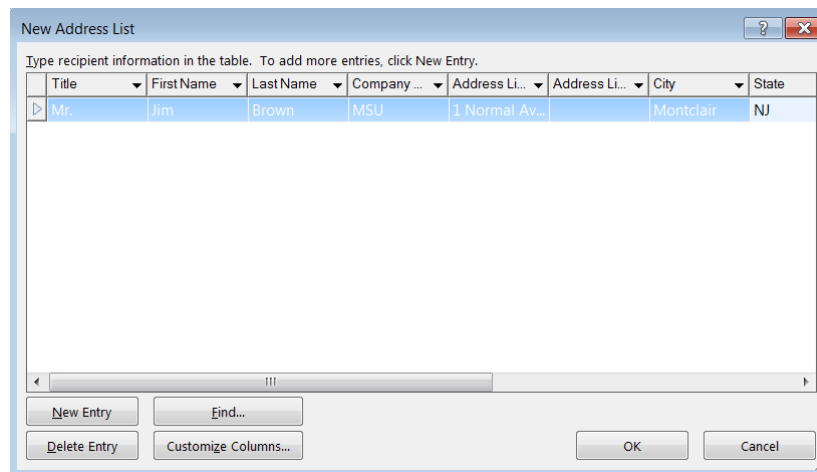 New Address List
Type recipient information in the table. To add more entries, click New Entry.
Title First Name Last Name Company ... Address Li... Address Li... City State
Mr. Jim Brown MSU 1 Normal Av... Montclair NJ
New Entry Find...
Delete Entry Customize Columns... OK Cancel